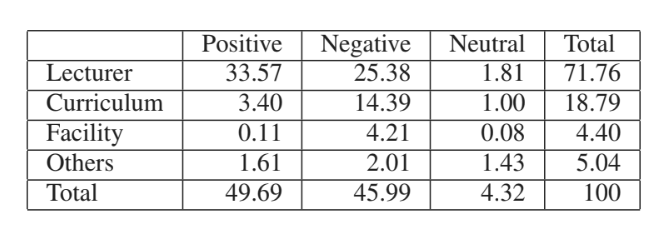 Positive Negative Neutral Total
Lecturer 33.57 25.38 1.81 71.76
Curriculum 3.40 14.39 1.00 18.79
Facility 0.11 4.21 0.08 4.40
Others 1.61 2.01 1.43 5.04
Total 49.69 45.99 4.32 100